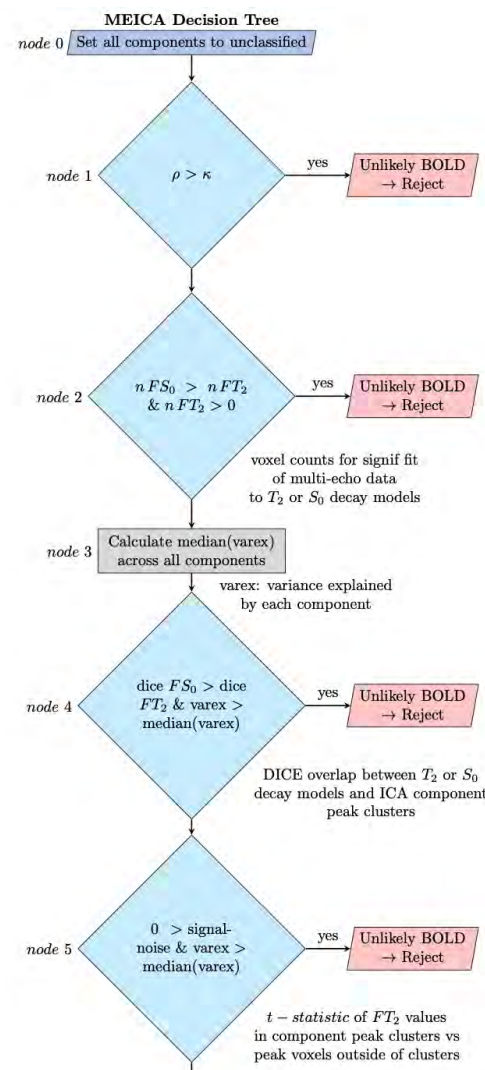 MEICA Decision Tree
node 0
Set all components to unclassified
node 1
ρ > κ
yes
Unlikely BOLD
→ Reject
node 2
n FS₀ > n FT₂
& n FT₂ > 0
yes
Unlikely BOLD
→ Reject
voxel counts for signif fit
of multi-echo data
to T₂ or S₀ decay models
node 3
Calculate median(varex)
across all components
varex: variance explained
by each component
node 4
dice FS₀ > dice
FT₂ & varex >
median(varex)
yes
Unlikely BOLD
→ Reject
DICE overlap between T₂ or S₀
decay models and ICA component
peak clusters
node 5
0 > signal-
noise & varex >
median(varex)
yes
Unlikely BOLD
→ Reject
t − statistic of FT₂ values
in component peak clusters vs
peak voxels outside of clusters